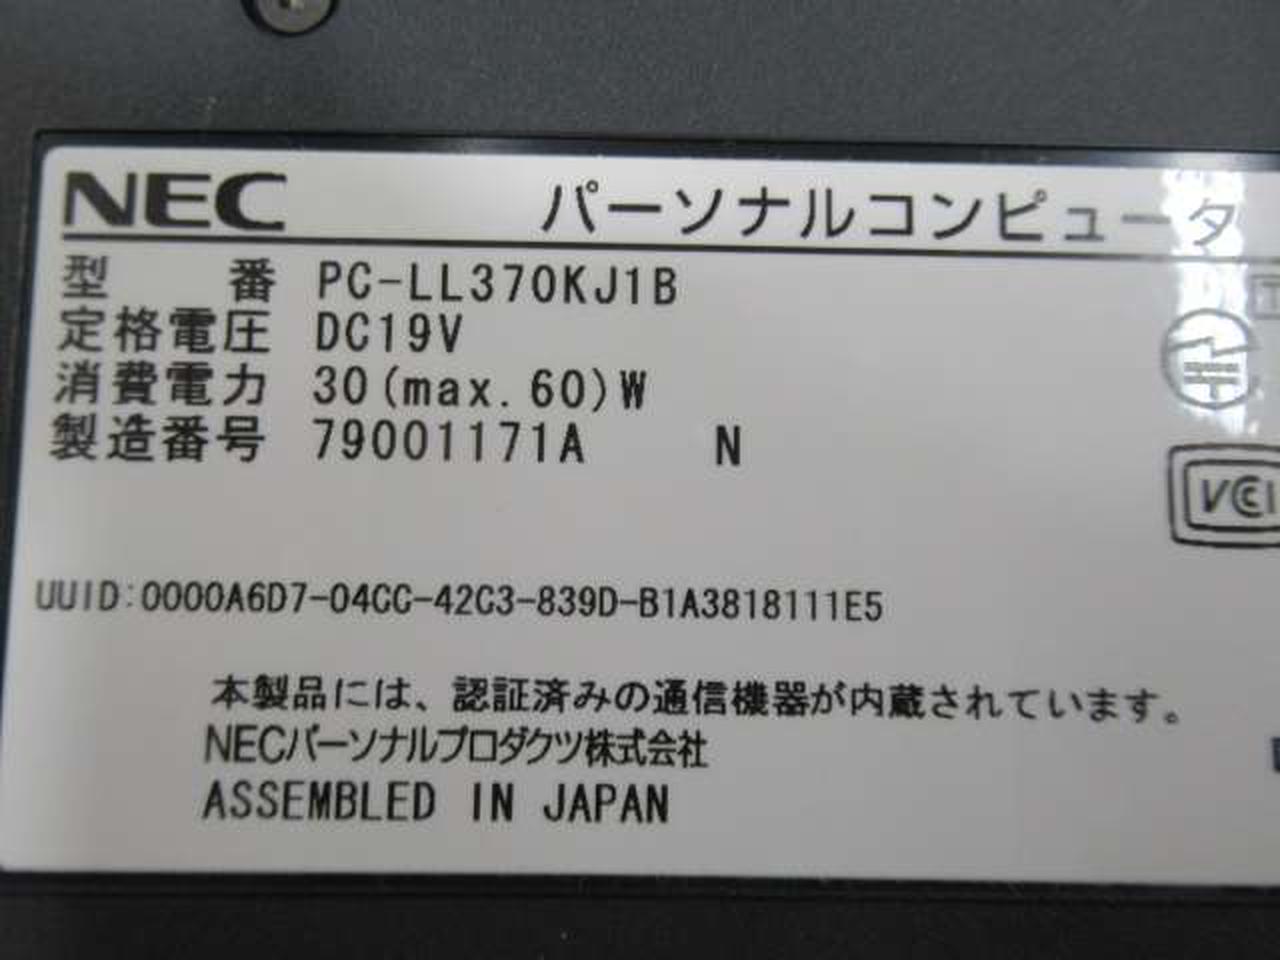 NEC パーソナルコンピュータ
型 番 PC-LL370KJ1B
定格電圧 DC19V
消費電力 30(max.60)W
製造番号 79001171A N
VCI
UUID:0000A6D7-04CC-42C3-839D-B1A3818111E5
本製品には、認証済みの通信機器が内蔵されています。
NECパーソナルプロダクツ株式会社
ASSEMBLED IN JAPAN